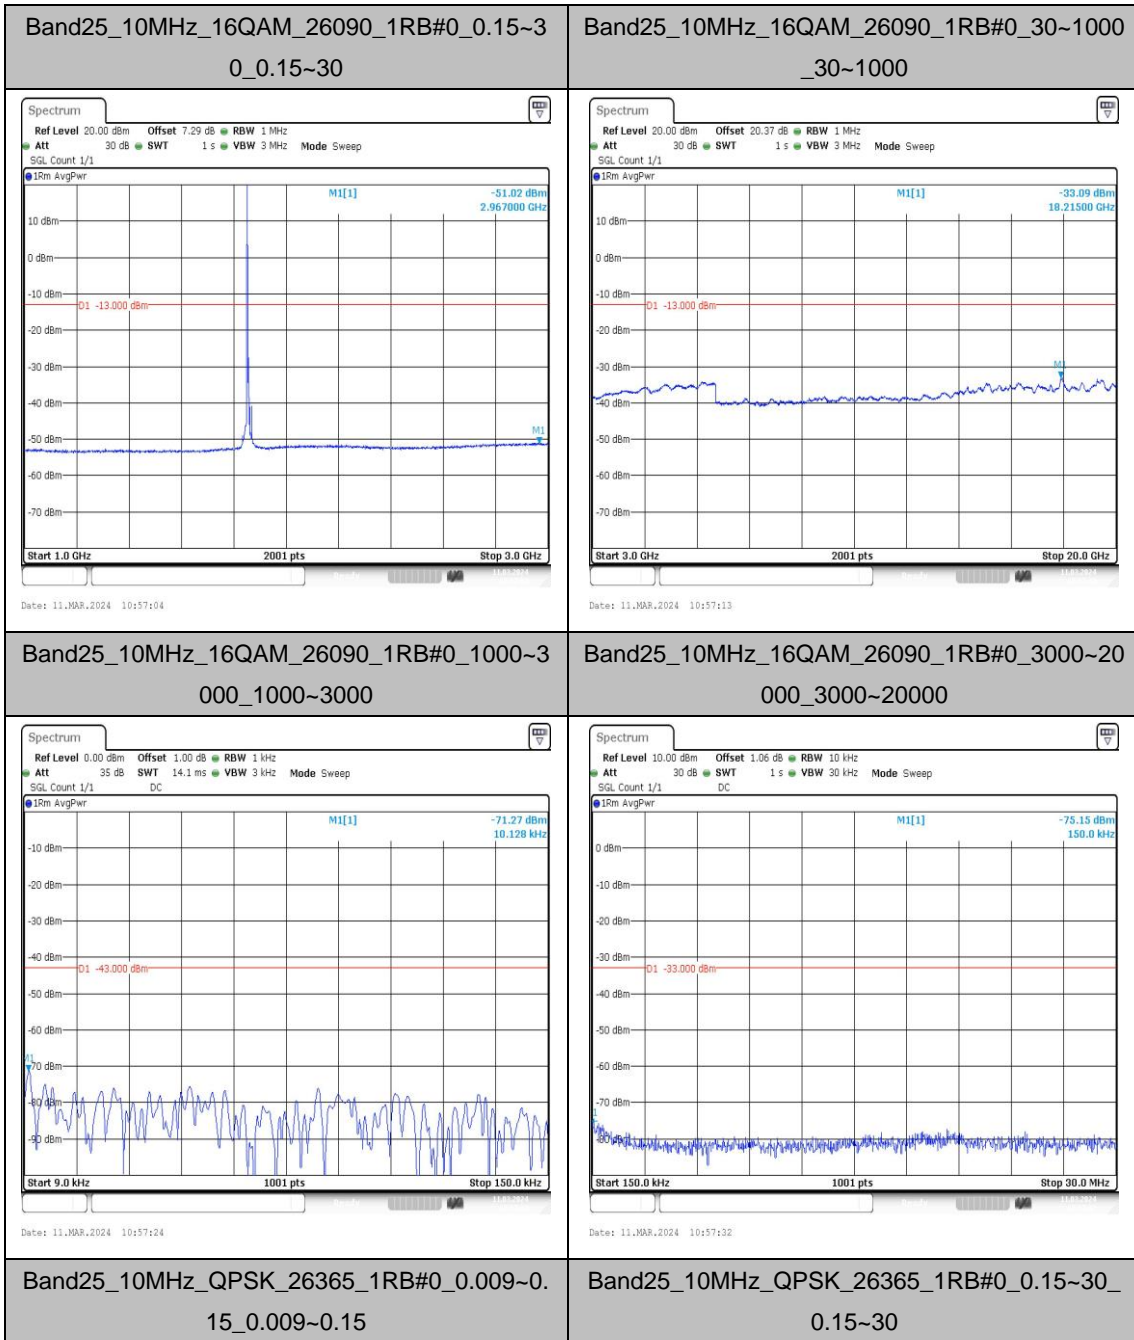 Band25_10MHz_16QAM_26090_1RB#0_0.15~3
0_0.15~30
Band25_10MHz_16QAM_26090_1RB#0_30~1000
_30~1000
Spectrum
Ref Level 20.00 dBm Offset 7.29 dB RBW 1 MHz
Att 30 dB SWT 1 s VBW 3 MHz Mode Sweep
SGL Count 1/1
1Rm AvgPwr
M1[1] -51.02 dBm
2.967000 GHz
10 dBm
0 dBm
-10 dBm
D1 -13.000 dBm
-20 dBm
-30 dBm
-40 dBm
M1
-50 dBm
-60 dBm
-70 dBm
Start 1.0 GHz 2001 pts Stop 3.0 GHz
Date: 11.MAR.2024 10:57:04
Spectrum
Ref Level 20.00 dBm Offset 20.37 dB RBW 1 MHz
Att 30 dB SWT 1 s VBW 3 MHz Mode Sweep
SGL Count 1/1
1Rm AvgPwr
M1[1] -33.09 dBm
18.21500 GHz
10 dBm
0 dBm
-10 dBm
D1 -13.000 dBm
-20 dBm
-30 dBm
M1
-40 dBm
-50 dBm
-60 dBm
-70 dBm
Start 3.0 GHz 2001 pts Stop 20.0 GHz
Date: 11.MAR.2024 10:57:13
Band25_10MHz_16QAM_26090_1RB#0_1000~3
000_1000~3000
Band25_10MHz_16QAM_26090_1RB#0_3000~20
000_3000~20000
Spectrum
Ref Level 0.00 dBm Offset 1.00 dB RBW 1 kHz
Att 35 dB SWT 14.1 ms VBW 3 kHz Mode Sweep
SGL Count 1/1 DC
1Rm AvgPwr
M1[1] -71.27 dBm
10.128 kHz
-10 dBm
-20 dBm
-30 dBm
-40 dBm
D1 -43.000 dBm
-50 dBm
-60 dBm
M1
-70 dBm
-80 dBm
-90 dBm
Start 9.0 kHz 1001 pts Stop 150.0 kHz
Date: 11.MAR.2024 10:57:24
Spectrum
Ref Level 10.00 dBm Offset 1.06 dB RBW 10 kHz
Att 30 dB SWT 1 s VBW 30 kHz Mode Sweep
SGL Count 1/1 DC
1Rm AvgPwr
M1[1] -75.15 dBm
150.0 kHz
0 dBm
-10 dBm
-20 dBm
-30 dBm
D1 -33.000 dBm
-40 dBm
-50 dBm
-60 dBm
-70 dBm
-80 dBm
Start 150.0 kHz 1001 pts Stop 30.0 MHz
Date: 11.MAR.2024 10:57:32
Band25_10MHz_QPSK_26365_1RB#0_0.009~0.
15_0.009~0.15
Band25_10MHz_QPSK_26365_1RB#0_0.15~30_
0.15~30